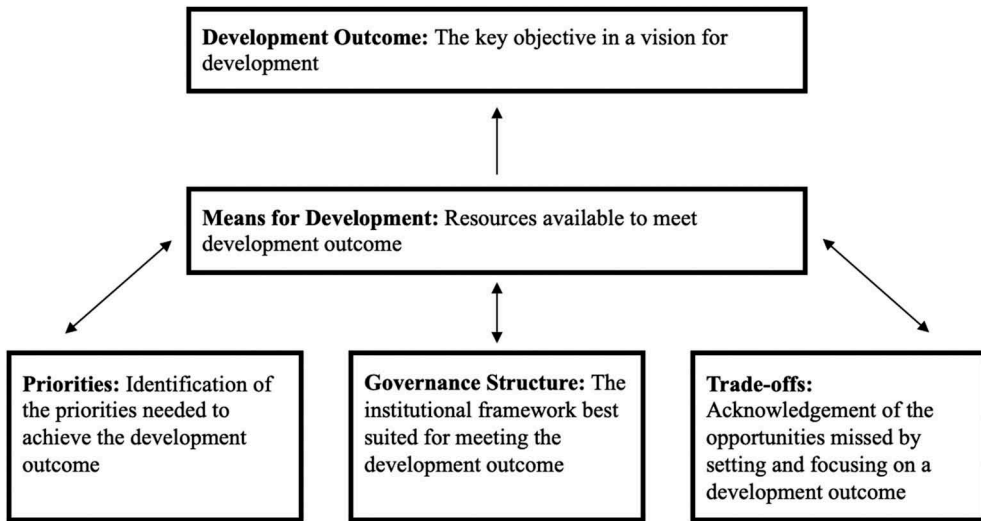 Development Outcome: The key objective in a vision for
development
Means for Development: Resources available to meet
development outcome
Priorities: Identification of
the priorities needed to
achieve the development
outcome
Governance Structure: The
institutional framework best
suited for meeting the
development outcome
Trade-offs:
Acknowledgement of the
opportunities missed by
setting and focusing on a
development outcome